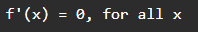 f'(x) = 0, for all x